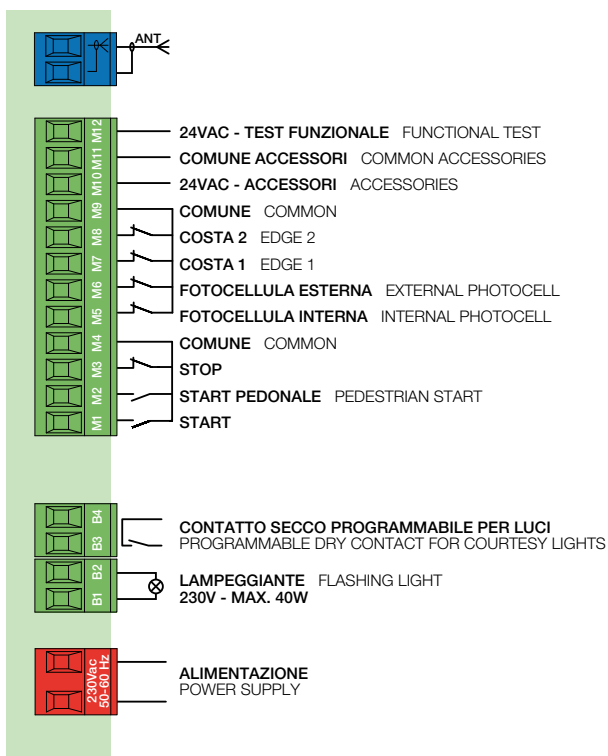 ANT
M12 24VAC - TEST FUNZIONALE FUNCTIONAL TEST
M11 COMUNE ACCESSORI COMMON ACCESSORIES
M10 24VAC - ACCESSORI ACCESSORIES
M9 COMUNE COMMON
M8 COSTA 2 EDGE 2
M7 COSTA 1 EDGE 1
M6 FOTOCELLULA ESTERNA EXTERNAL PHOTOCELL
M5 FOTOCELLULA INTERNA INTERNAL PHOTOCELL
M4 COMUNE COMMON
M3 STOP
M2 START PEDONALE PEDESTRIAN START
M1 START
B4
B3
CONTATTO SECCO PROGRAMMABILE PER LUCI
PROGRAMMABLE DRY CONTACT FOR COURTESY LIGHTS
B2
B1
LAMPEGGIANTE FLASHING LIGHT
230V - MAX. 40W
230Vac
50-60 Hz
ALIMENTAZIONE
POWER SUPPLY